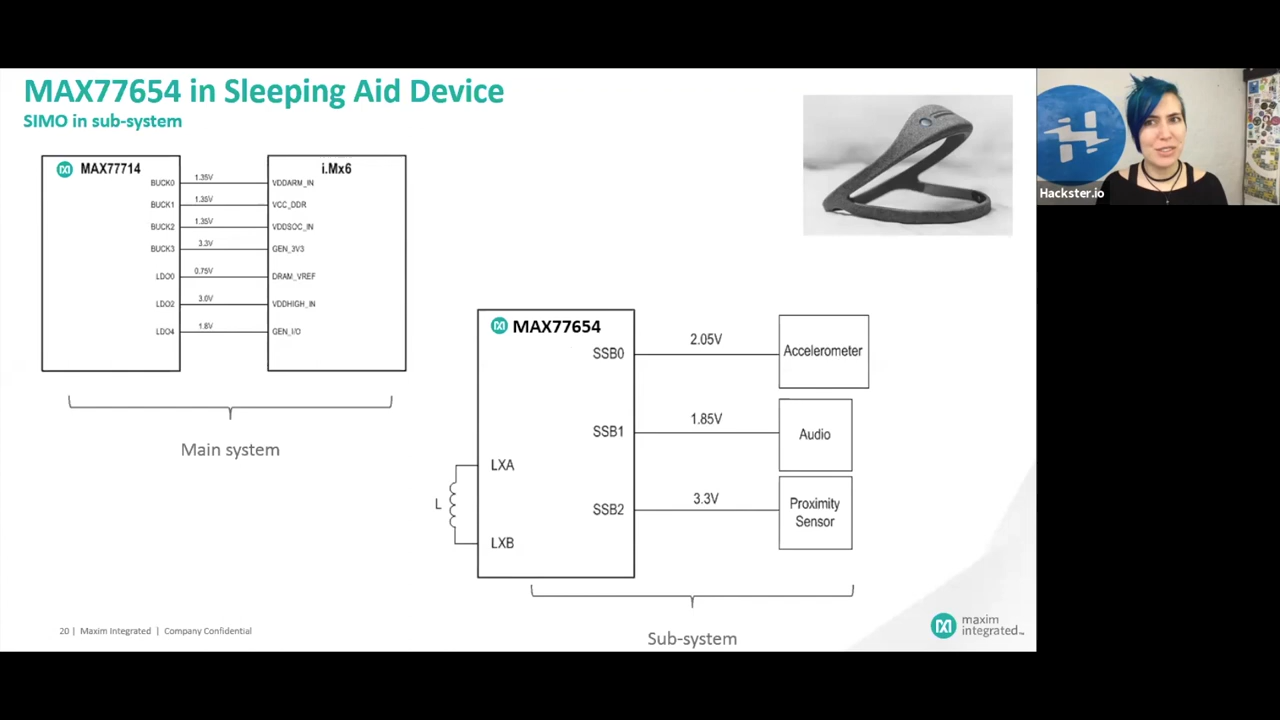 MAX77654 in Sleeping Aid Device
SIMO in sub-system
MAX77714
i.Mx6
BUCK0 1.35V VDDARM_IN
BUCK1 1.35V VCC_DDR
BUCK2 1.35V VDDSOC_IN
BUCK3 3.3V GEN_3V3
LDO0 0.75V DRAM_VREF
LDO2 3.0V VDDHIGH_IN
LDO4 1.8V GEN_I/O
Main system
MAX77654
SSB0 2.05V Accelerometer
SSB1 1.85V Audio
LXA
L
SSB2 3.3V Proximity
Sensor
LXB
Sub-system
20 | Maxim Integrated | Company Confidential
maxim
integrated™
Hackster.io